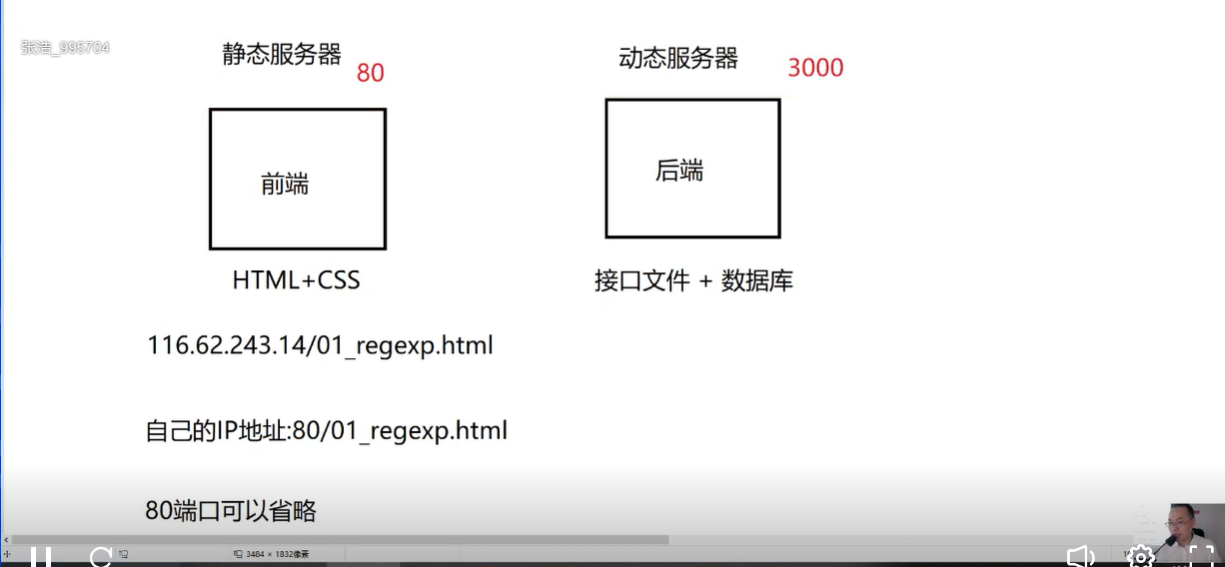 张浩_995704
静态服务器
80
动态服务器
3000
前端
后端
HTML+CSS
接口文件 + 数据库
116.62.243.14/01_regexp.html
自己的IP地址:80/01_regexp.html
80端口可以省略
3484 × 1832像素